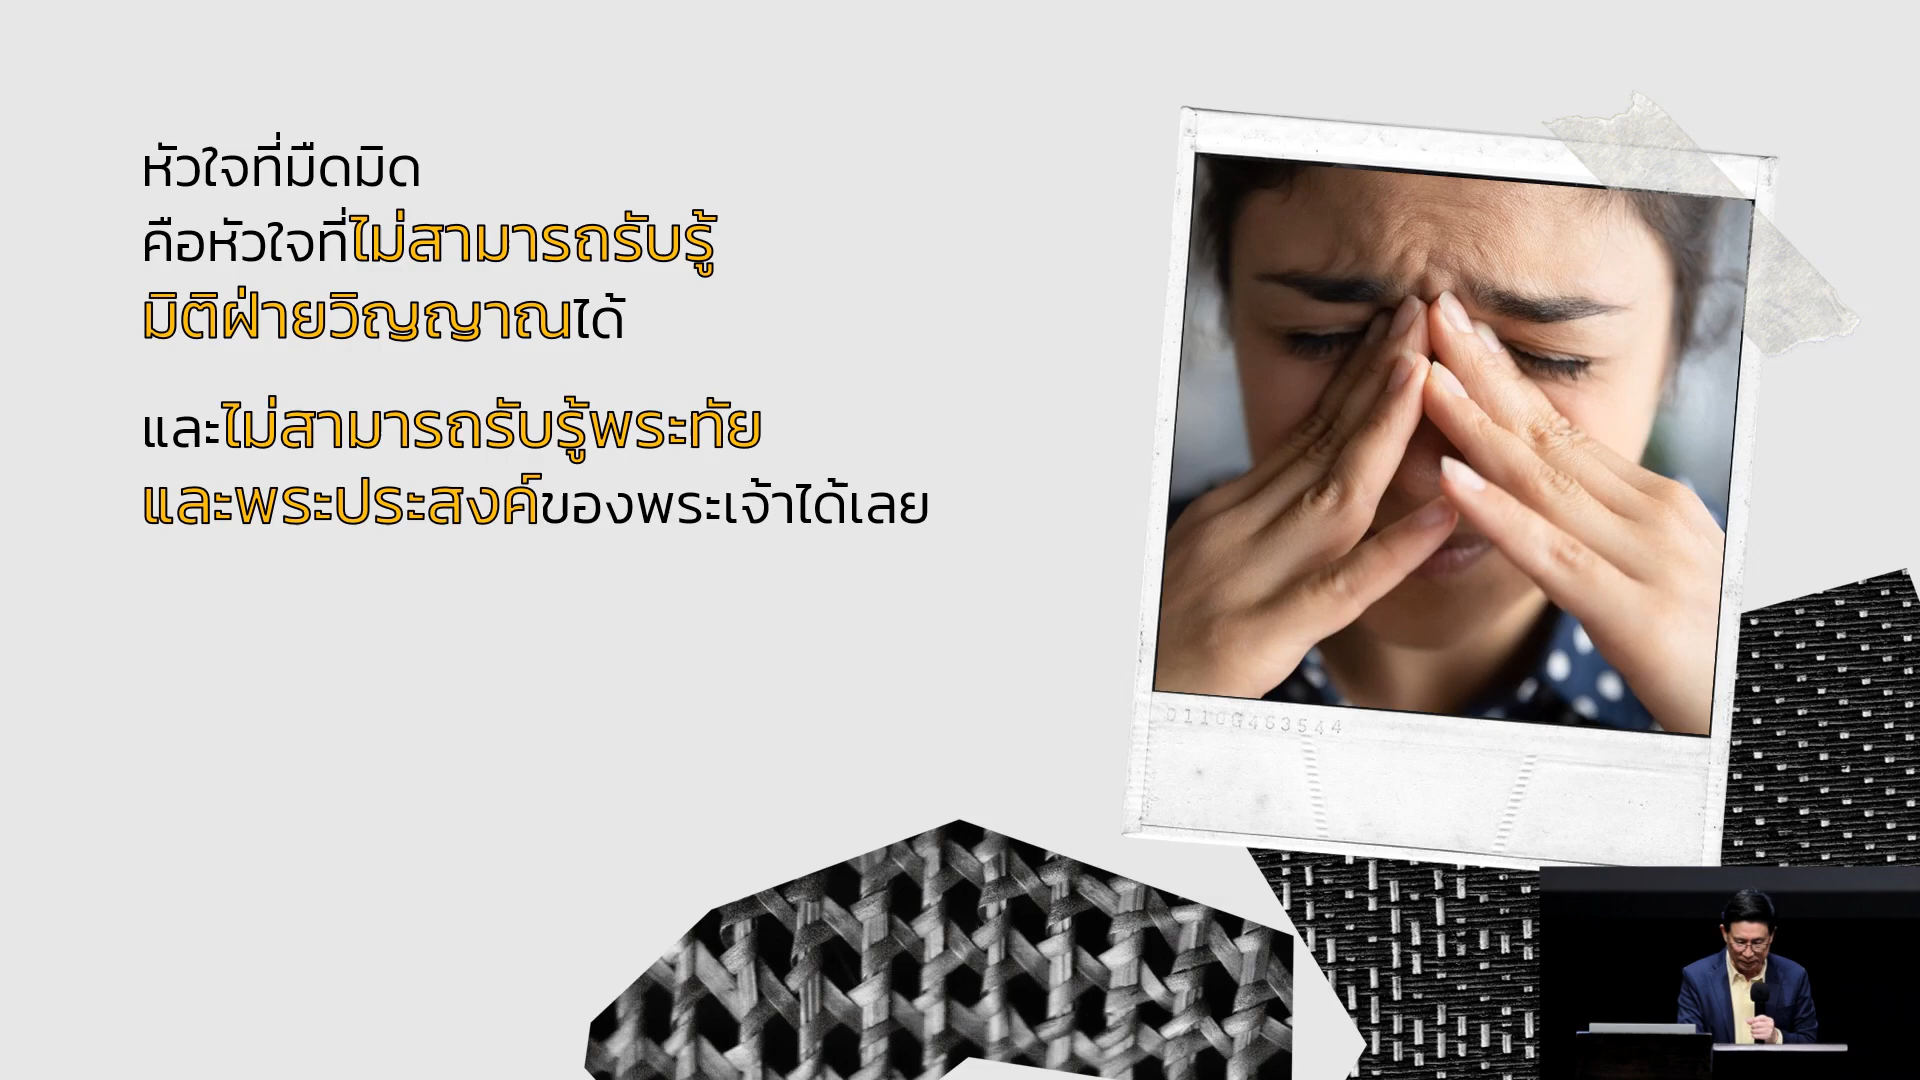 หัวใจที่มืดมิด
คือหัวใจที่ไม่สามารถรับรู้
มิติฝ่ายวิญญาณได้
และไม่สามารถรับรู้พระทัย
และพระประสงค์ของพระเจ้าได้เลย
0110G463544